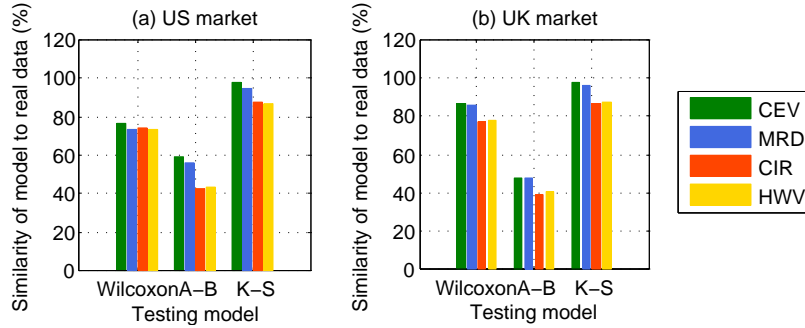 (a) US market
Similarity of model to real data (%)
120
100
80
60
40
20
0
Wilcoxon A−B K−S
Testing model
(b) UK market
Similarity of model to real data (%)
120
100
80
60
40
20
0
Wilcoxon A−B K−S
Testing model
CEV
MRD
CIR
HWV